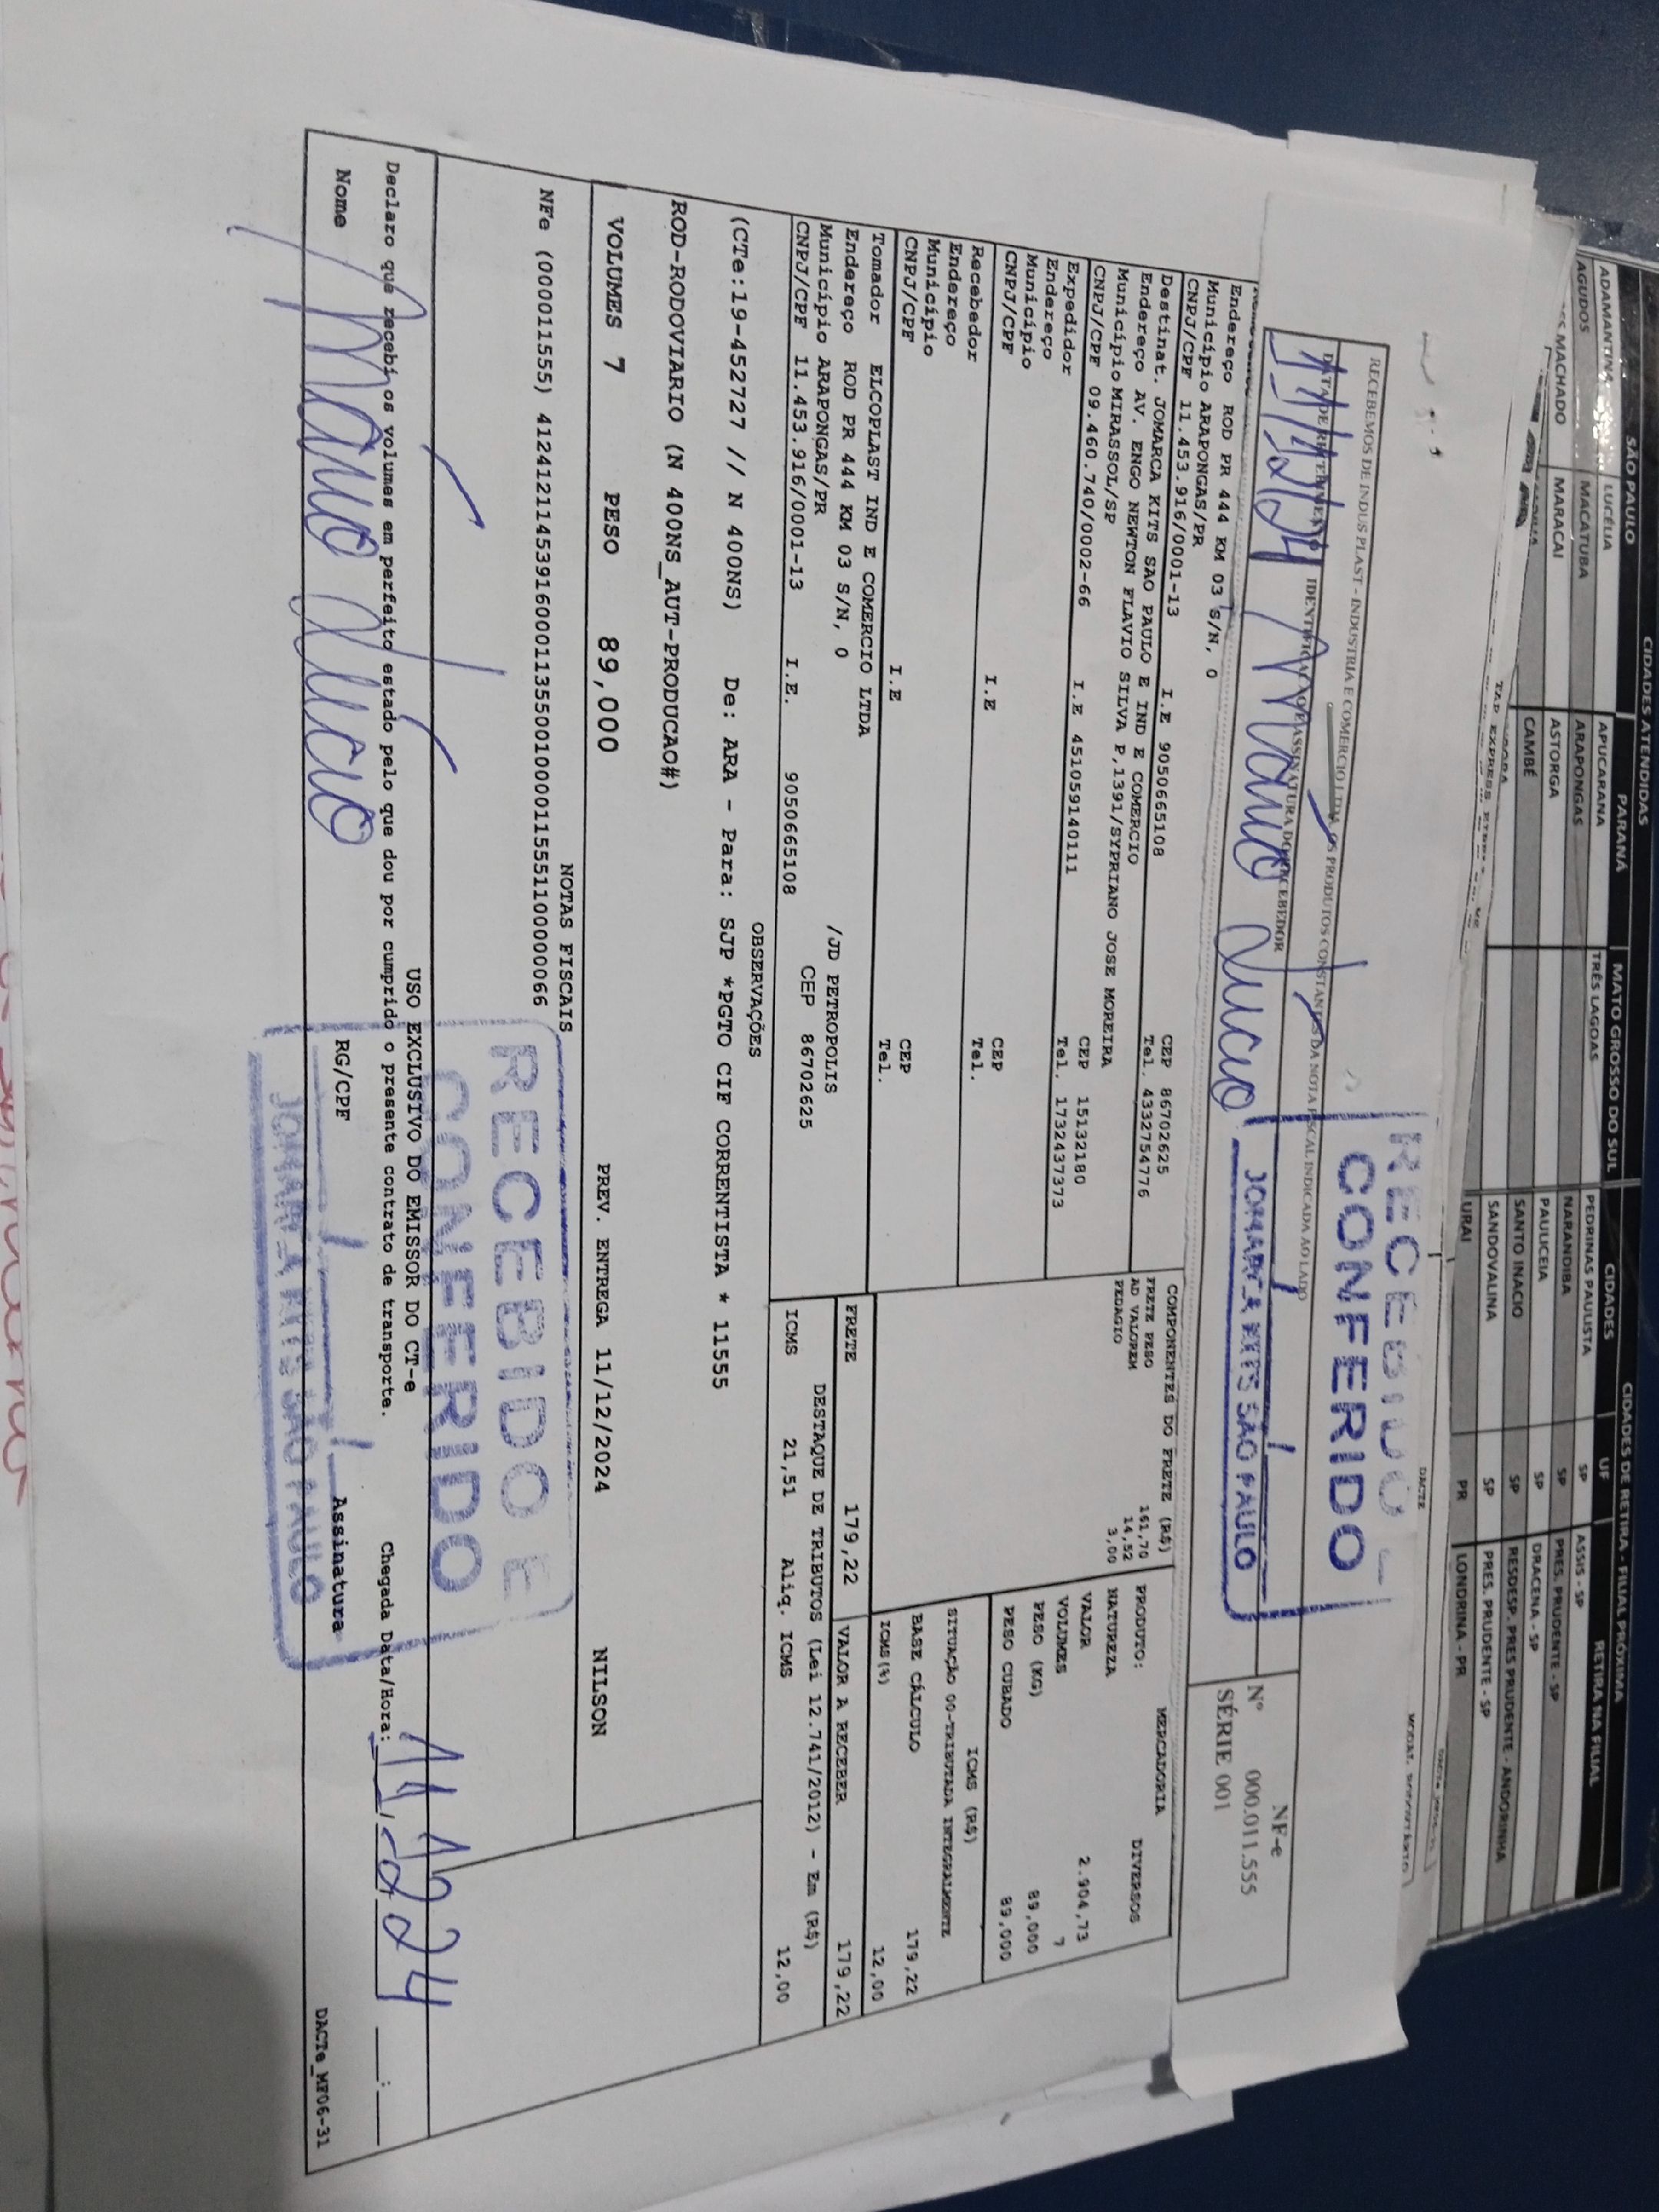 CIDADES ATENDIDAS
CIDADES DE RETIRA - FILIAL PRÓXIMA
SÃO PAULO PARANÁ MATO GROSSO DO SUL CIDADES UF RETIRA NA FILIAL
ADAMANTINA LUCÉLIA APUCARANA TRÊS LAGOAS PEDRINAS PAULISTA SP ASSIS - SP
AGUDOS MACATUBA ARAPONGAS NARANDIBA SP PRES. PRUDENTE - SP
MACHADO MARACAI ASTORGA PAULICEIA SP DRACENA - SP
CAMBÉ SANTO INÁCIO SP RESDESP. PRES PRUDENTE - ANDORINHA
SANDOVALINA SP PRES. PRUDENTE - SP
URAI PR LONDRINA - PR
TAP EXPRESS
DACTE
RECEBEMOS DE INDUS PLAST - INDUSTRIA E COMERCIO LTDA, OS PRODUTOS CONSTANTES DA NOTA FISCAL INDICADA AO LADO
DATA DE RECEBIMENTO IDENTIFICAÇÃO E ASSINATURA DO RECEBEDOR
11/12/24
RECEBIDO E
CONFERIDO
JOMARCA KITS SÃO PAULO
NF-e
Nº 000.011.555
SÉRIE 001
Endereço ROD PR 444 KM 03 S/N, 0
Município ARAPONGAS/PR CEP 86702625
CNPJ/CPF 11.453.916/0001-13 I.E 9050665108 Tel. 4332754776
Destinat. JOMARCA KITS SAO PAULO E IND E COMERCIO
Endereço AV. ENGO NEWTON FLAVIO SILVA P,1391/SYPRIANO JOSE MOREIRA
Município MIRASSOL/SP CEP 15132180
CNPJ/CPF 09.460.740/0002-66 I.E 451059140111 Tel. 1732437373
Expedidor
Endereço
Município CEP
CNPJ/CPF I.E Tel.
Recebedor
Endereço
Município CEP
CNPJ/CPF I.E Tel.
Tomador ELCOPLAST IND E COMERCIO LTDA
Endereço ROD PR 444 KM 03 S/N, 0 /JD PETROPOLIS
Município ARAPONGAS/PR CEP 86702625
CNPJ/CPF 11.453.916/0001-13 I.E. 9050665108
COMPONENTES DO FRETE (R$)
FRETE PESO 161,70
AD VALOREM 14,52
PEDAGIO 3,00
MERCADORIA
PRODUTO: DIVERSOS
NATUREZA
VALOR 2.904,73
VOLUMES 7
PESO (KG) 89,000
PESO CUBADO 89,000
ICMS (R$)
SITUAÇÃO 00-TRIBUTADA INTEGRALMENTE
BASE CÁLCULO 179,22
ICMS(%) 12,00
FRETE 179,22 VALOR A RECEBER 179,22
DESTAQUE DE TRIBUTOS (Lei 12.741/2012) - Em (R$)
ICMS 21,51 Aliq. ICMS 12,00
OBSERVAÇÕES
(CTe:19-452727 // N 400NS) De: ARA - Para: SJP *PGTO CIF CORRENTISTA * 11555
ROD-RODOVIARIO (N 400NS_AUT-PRODUCAO#)
VOLUMES 7 PESO 89,000 PREV. ENTREGA 11/12/2024 NILSON
NOTAS FISCAIS
NFe (000011555) 41241211453916000113550010000115551100000066
RECEBIDO E
CONFERIDO
JOMARCA KITS SÃO PAULO
USO EXCLUSIVO DO EMISSOR DO CT-e
Declaro que recebi os volumes em perfeito estado pelo que dou por cumprido o presente contrato de transporte. Chegada Data/Hora: 11/12/24 __:__
Nome RG/CPF Assinatura
DACTe_MF06-31